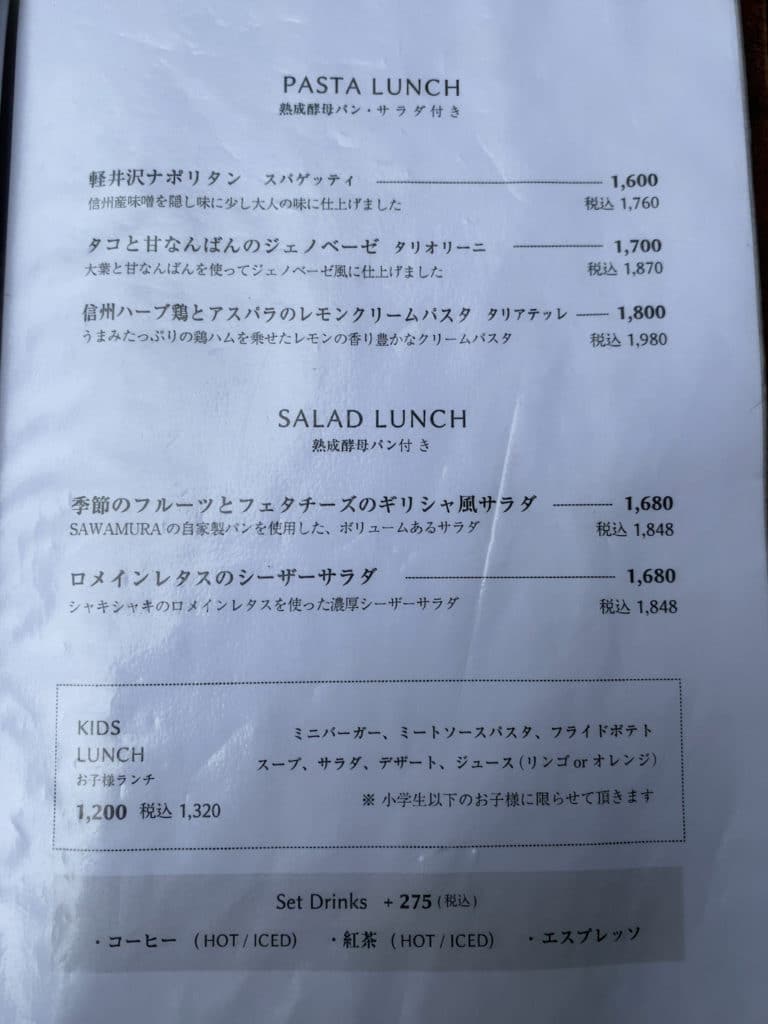 PASTA LUNCH
熟成酵母パン・サラダ付き
軽井沢ナポリタン スパゲッティ 1,600
信州産味噌を隠し味に少し大人の味に仕上げました 税込 1,760
タコと甘なんばんのジェノベーゼ タリオリーニ 1,700
大葉と甘なんばんを使ってジェノベーゼ風に仕上げました 税込 1,870
信州ハーブ鶏とアスパラのレモンクリームパスタ タリアテッレ 1,800
うまみたっぷりの鶏ハムを乗せたレモンの香り豊かなクリームパスタ 税込 1,980
SALAD LUNCH
熟成酵母パン付き
季節のフルーツとフェタチーズのギリシャ風サラダ 1,680
SAWAMURA の自家製パンを使用した、ボリュームあるサラダ 税込 1,848
ロメインレタスのシーザーサラダ 1,680
シャキシャキのロメインレタスを使った濃厚シーザーサラダ 税込 1,848
KIDS
LUNCH
お子様ランチ
1,200 税込 1,320
ミニバーガー、ミートソースパスタ、フライドポテト
スープ、サラダ、デザート、ジュース(リンゴ or オレンジ)
※ 小学生以下のお子様に限らせて頂きます
Set Drinks + 275 (税込)
・コーヒー (HOT / ICED) ・紅茶 (HOT / ICED) ・エスプレッソ